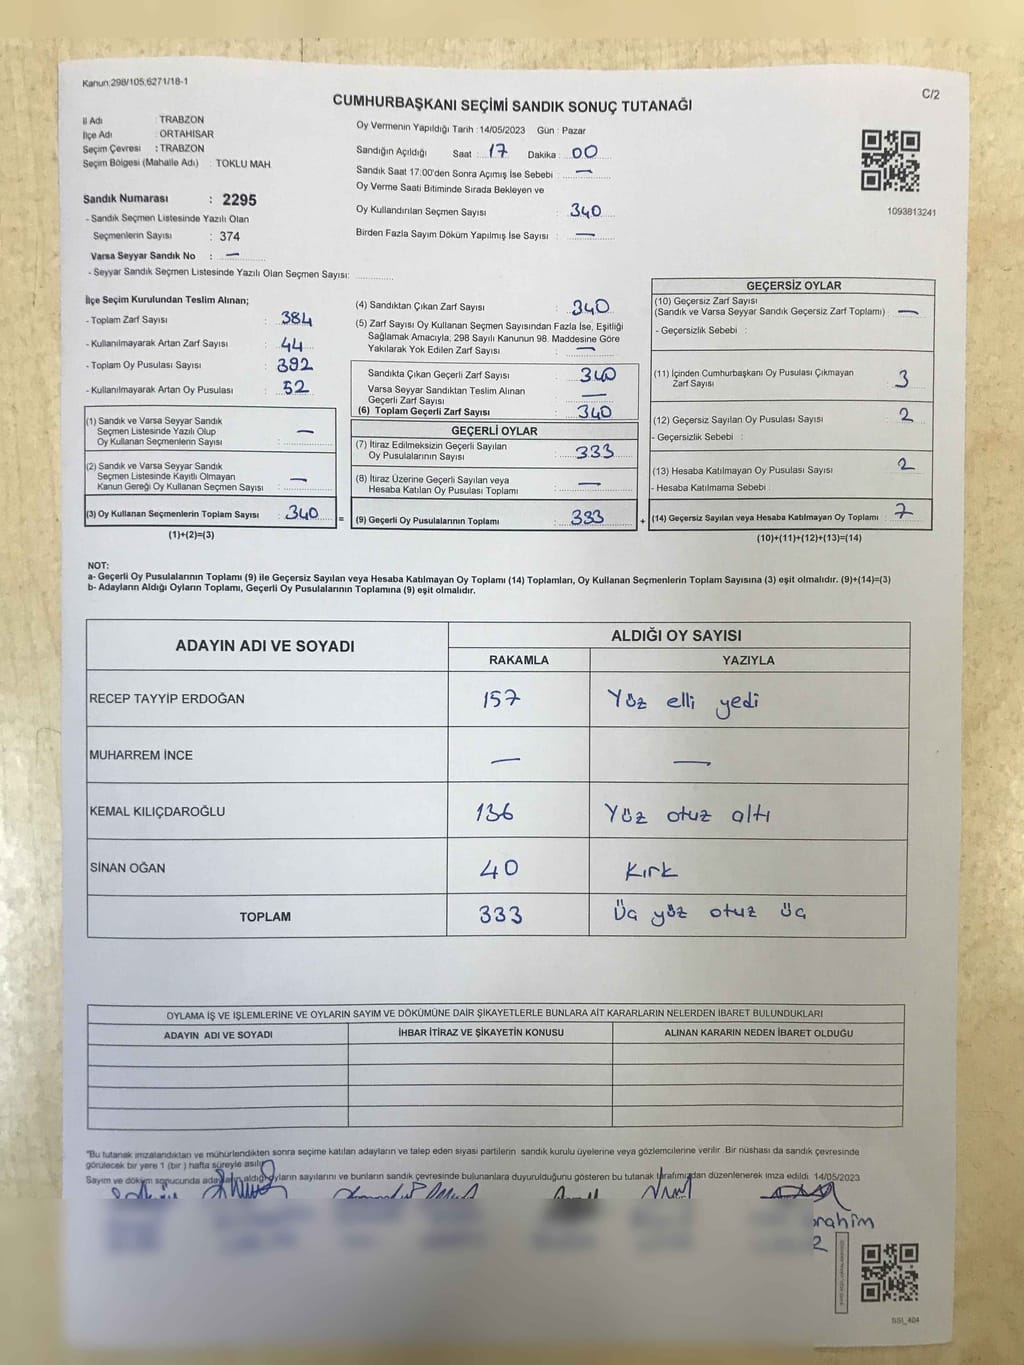 Kanun:298/105,6271/18-1
C/2
CUMHURBAŞKANI SEÇİMİ SANDIK SONUÇ TUTANAĞI
İl Adı : TRABZON
İlçe Adı : ORTAHİSAR
Seçim Çevresi : TRABZON
Seçim Bölgesi (Mahalle Adı) : TOKLU MAH
Sandık Numarası : 2295
- Sandık Seçmen Listesinde Yazılı Olan
Seçmenlerin Sayısı : 374
Varsa Seyyar Sandık No : —
- Seyyar Sandık Seçmen Listesinde Yazılı Olan Seçmen Sayısı:
Oy Vermenin Yapıldığı Tarih : 14/05/2023 Gün : Pazar
Sandığın Açıldığı Saat : 17 Dakika : 00
Sandık Saat 17:00'den Sonra Açımış İse Sebebi : —
Oy Verme Saati Bitiminde Sırada Bekleyen ve
Oy Kullandırılan Seçmen Sayısı : 340
Birden Fazla Sayım Döküm Yapılmış İse Sayısı : —
1093813241
İlçe Seçim Kurulundan Teslim Alınan;
- Toplam Zarf Sayısı : 384
- Kullanılmayarak Artan Zarf Sayısı : 44
- Toplam Oy Pusulası Sayısı : 392
- Kullanılmayarak Artan Oy Pusulası : 52
(1) Sandık ve Varsa Seyyar Sandık
Seçmen Listesinde Yazılı Olup
Oy Kullanan Seçmenlerin Sayısı : —
(2) Sandık ve Varsa Seyyar Sandık
Seçmen Listesinde Kayıtlı Olmayan
Kanun Gereği Oy Kullanan Seçmen Sayısı : —
(3) Oy Kullanan Seçmenlerin Toplam Sayısı : 340
(1)+(2)=(3)
(4) Sandıktan Çıkan Zarf Sayısı : 340
(5) Zarf Sayısı Oy Kullanan Seçmen Sayısından Fazla İse, Eşitliği
Sağlamak Amacıyla, 298 Sayılı Kanunun 98. Maddesine Göre
Yakılarak Yok Edilen Zarf Sayısı : —
Sandıkta Çıkan Geçerli Zarf Sayısı : 340
Varsa Seyyar Sandıktan Teslim Alınan
Geçerli Zarf Sayısı : —
(6) Toplam Geçerli Zarf Sayısı : 340
GEÇERLİ OYLAR
(7) İtiraz Edilmeksizin Geçerli Sayılan
Oy Pusulalarının Sayısı : 333
(8) İtiraz Üzerine Geçerli Sayılan veya
Hesaba Katılan Oy Pusulası Toplamı : —
= (9) Geçerli Oy Pusulalarının Toplamı : 333
GEÇERSİZ OYLAR
(10) Geçersiz Zarf Sayısı
(Sandık ve Varsa Seyyar Sandık Geçersiz Zarf Toplamı) : —
- Geçersizlik Sebebi :
(11) İçinden Cumhurbaşkanı Oy Pusulası Çıkmayan
Zarf Sayısı : 3
(12) Geçersiz Sayılan Oy Pusulası Sayısı : 2
- Geçersizlik Sebebi :
(13) Hesaba Katılmayan Oy Pusulası Sayısı : 2
- Hesaba Katılmama Sebebi :
+ (14) Geçersiz Sayılan veya Hesaba Katılmayan Oy Toplamı : 7
(10)+(11)+(12)+(13)=(14)
NOT:
a- Geçerli Oy Pusulalarının Toplamı (9) ile Geçersiz Sayılan veya Hesaba Katılmayan Oy Toplamı (14) Toplamları, Oy Kullanan Seçmenlerin Toplam Sayısına (3) eşit olmalıdır. (9)+(14)=(3)
b- Adayların Aldığı Oyların Toplamı, Geçerli Oy Pusulalarının Toplamına (9) eşit olmalıdır.
ADAYIN ADI VE SOYADI
ALDIĞI OY SAYISI
RAKAMLA YAZIYLA
RECEP TAYYİP ERDOĞAN 157 Yüz elli yedi
MUHARREM İNCE — —
KEMAL KILIÇDAROĞLU 136 Yüz otuz altı
SİNAN OĞAN 40 Kırk
TOPLAM 333 Üç yüz otuz üç
OYLAMA İŞ VE İŞLEMLERİNE VE OYLARIN SAYIM VE DÖKÜMÜNE DAİR ŞİKAYETLERLE BUNLARA AİT KARARLARIN NELERDEN İBARET BULUNDUKLARI
ADAYIN ADI VE SOYADI İHBAR İTİRAZ VE ŞİKAYETİN KONUSU ALINAN KARARIN NEDEN İBARET OLDUĞU
"Bu tutanak imzalandıktan ve mühürlendikten sonra seçime katılan adayların ve talep eden siyasi partilerin sandık kurulu üyelerine veya gözlemcilerine verilir. Bir nüshası da sandık çevresinde
görülecek bir yere 1 (bir) hafta süreyle asılır.
Sayım ve döküm sonucunda adayların aldığı oyların sayılarını ve bunların sandık çevresinde bulunanlara duyurulduğunu gösteren bu tutanak tarafımızdan düzenlenerek imza edildi. 14/05/2023
brahim
2
SSI_404